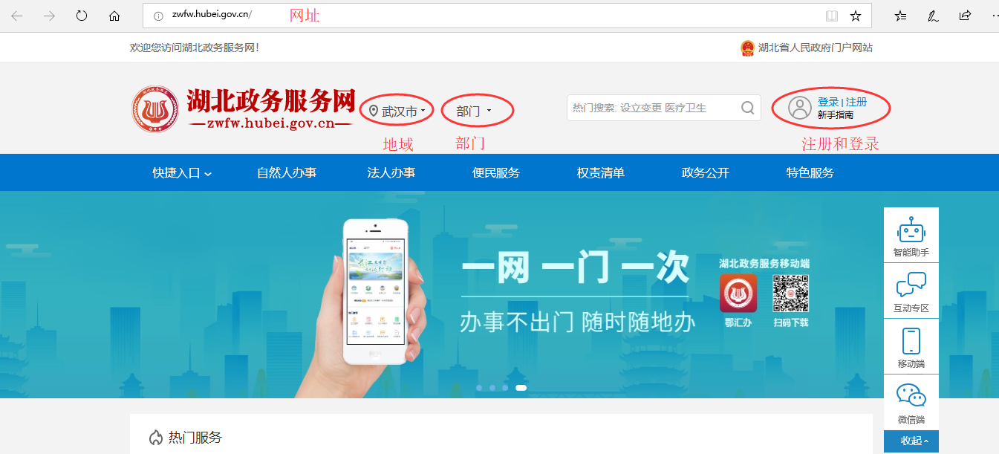 zwfw.hubei.gov.cn/
网址
欢迎您访问湖北政务服务网!
湖北省人民政府门户网站
湖北政务服务网
zwfw.hubei.gov.cn
武汉市
部门
热门搜索: 设立变更 医疗卫生
登录 | 注册
新手指南
地域
部门
注册和登录
快捷入口
自然人办事
法人办事
便民服务
权责清单
政务公开
特色服务
一网 一门 一次
办事不出门 随时随地办
湖北政务服务移动端
鄂汇办
扫码下载
智能助手
互动专区
移动端
微信端
收起
热门服务